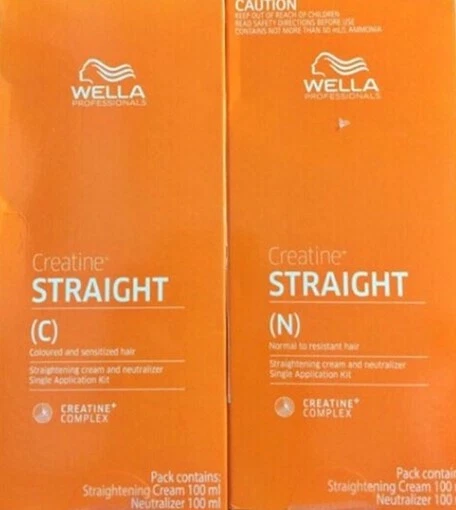 WELLA
PROFESSIONALS
Creatine+
STRAIGHT
(C)
Coloured and sensitized hair
Straightening cream and neutralizer
Single Application Kit
CREATINE+
COMPLEX
Pack contains:
Straightening Cream 100 ml
Neutralizer 100 ml
CAUTION
KEEP OUT OF REACH OF CHILDREN
READ SAFETY DIRECTIONS BEFORE USE
CONTAINS NOT MORE THAN 30 mL/L AMMONIA
WELLA
PROFESSIONALS
Creatine+
STRAIGHT
(N)
Normal to resistant hair
Straightening cream and neutralizer
Single Application Kit
CREATINE+
COMPLEX
Pack contain
Straightening Cream 100
Neutralizer 100